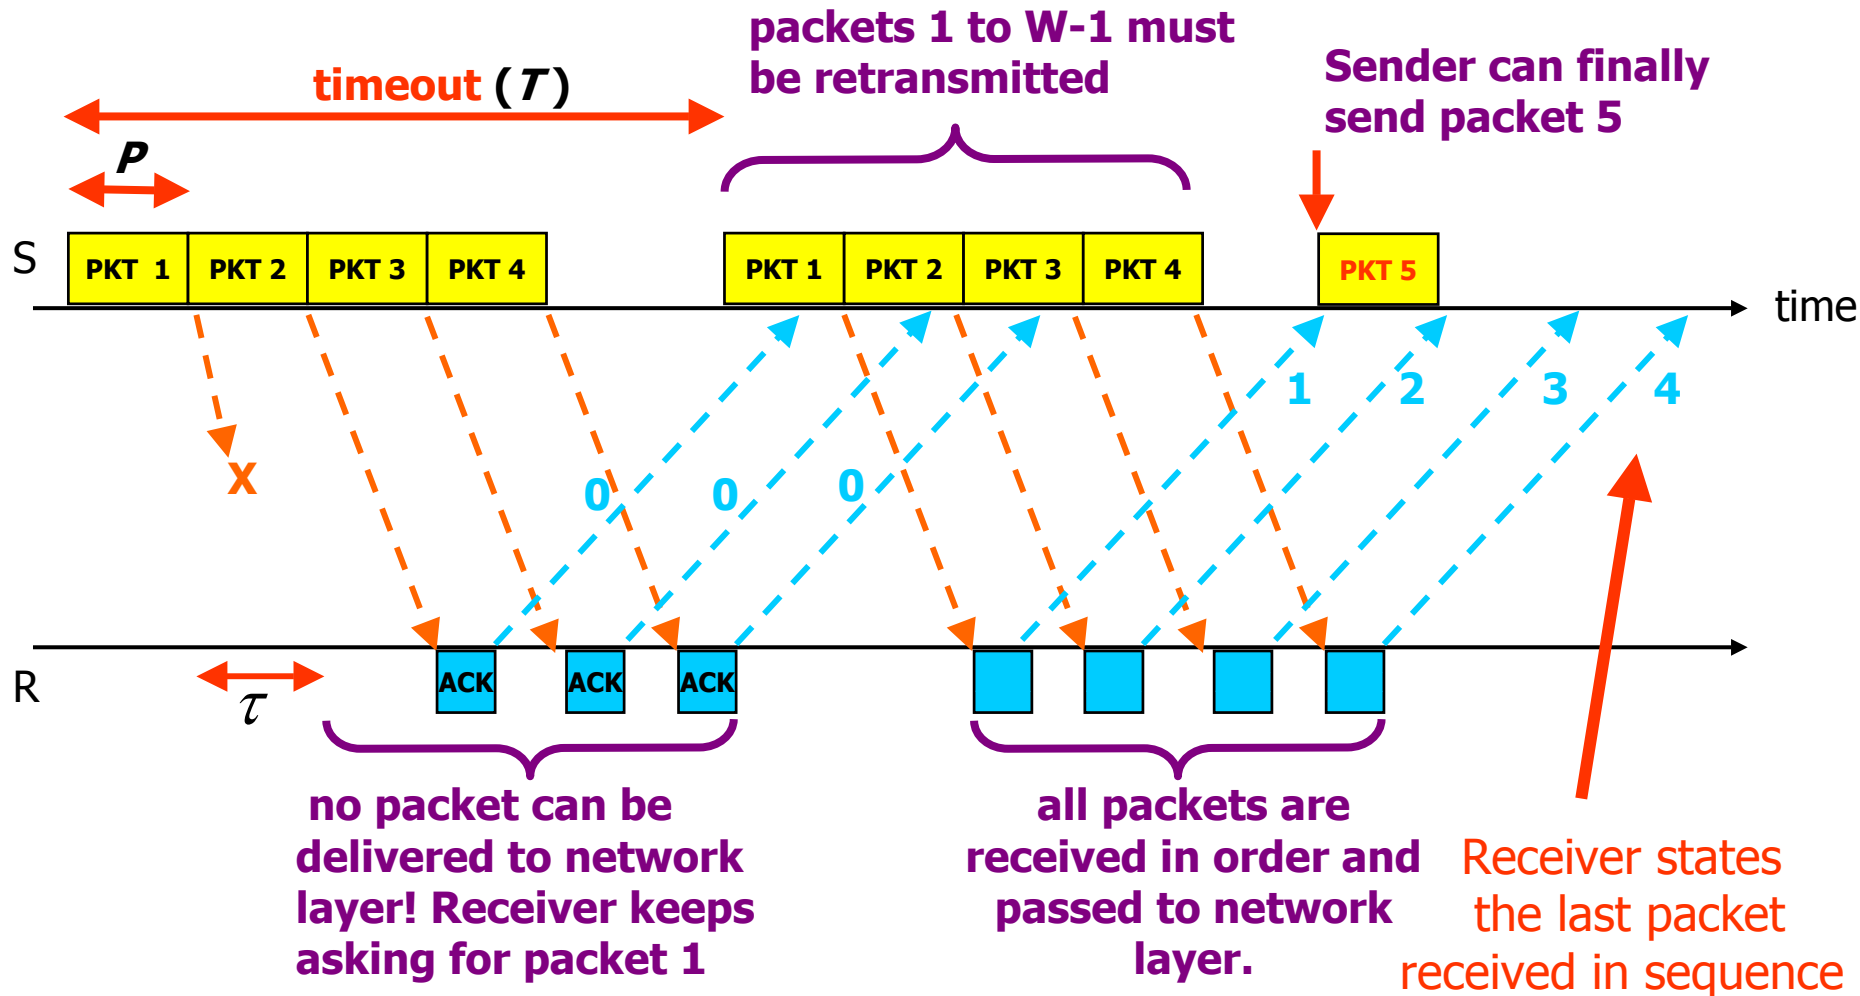 packets 1 to W-1 must
be retransmitted
Sender can finally
send packet 5
timeout (T)
P
S
PKT 1
PKT 2
PKT 3
PKT 4
PKT 1
PKT 2
PKT 3
PKT 4
PKT 5
time
1
2
3
4
X
0
0
0
R
τ
ACK
ACK
ACK
no packet can be
delivered to network
layer! Receiver keeps
asking for packet 1
all packets are
received in order and
passed to network
layer.
Receiver states
the last packet
received in sequence